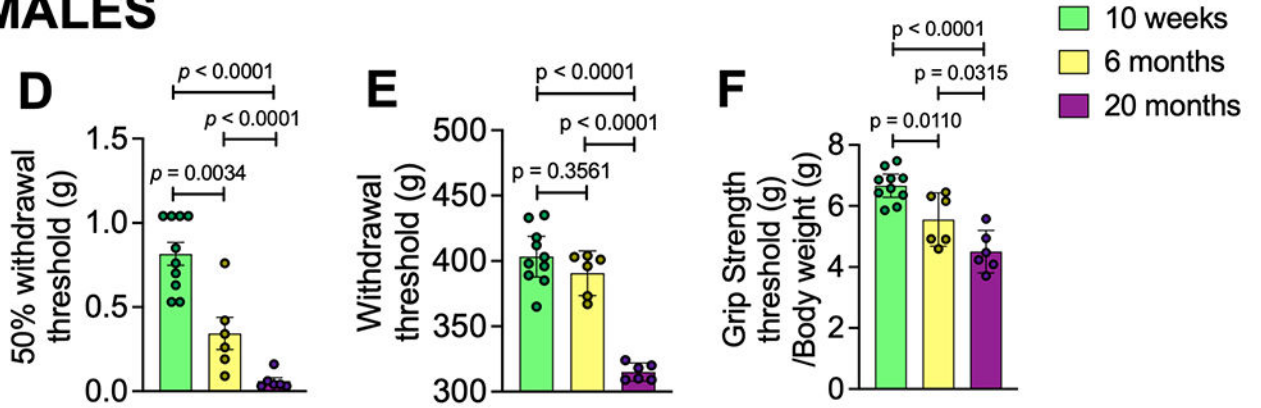 MALES
10 weeks
6 months
20 months
D
p < 0.0001
p < 0.0001
p = 0.0034
50% withdrawal
threshold (g)
1.5
1.0
0.5
0.0
E
p < 0.0001
p < 0.0001
p = 0.3561
Withdrawal
threshold (g)
500
450
400
350
300
F
p < 0.0001
p = 0.0315
p = 0.0110
Grip Strength
threshold (g)
/Body weight (g)
8
6
4
2
0